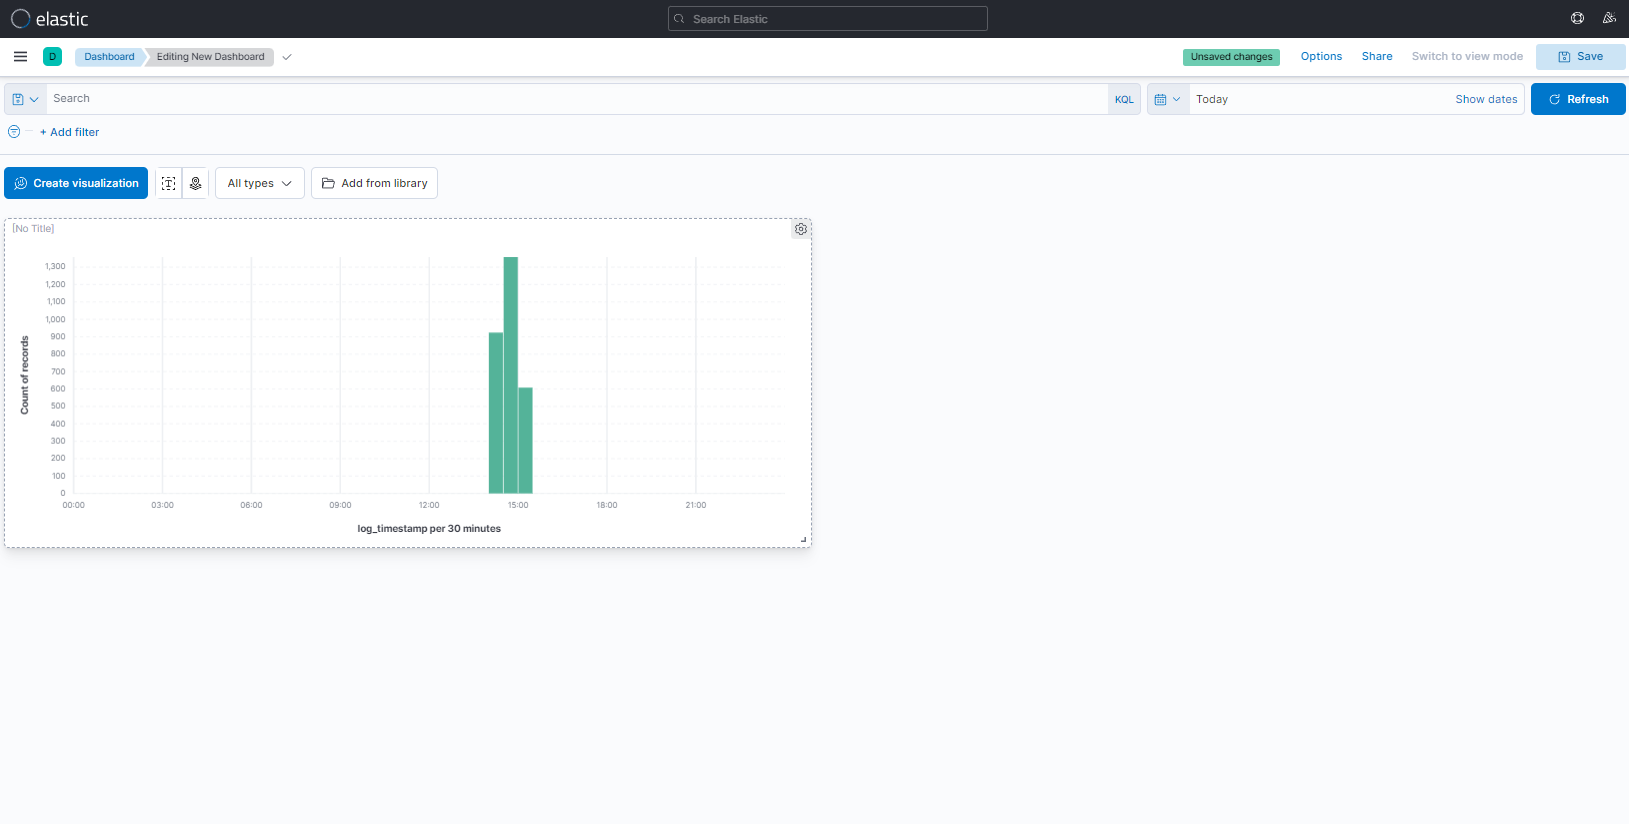 elastic
Search Elastic
D
Dashboard
Editing New Dashboard
Unsaved changes
Options
Share
Switch to view mode
Save
Search
KQL
Today
Show dates
Refresh
+ Add filter
Create visualization
T
All types
Add from library
[No Title]
1,300
1,200
1,100
1,000
900
800
700
600
500
400
300
200
100
0
Count of records
00:00
03:00
06:00
09:00
12:00
15:00
18:00
21:00
log_timestamp per 30 minutes